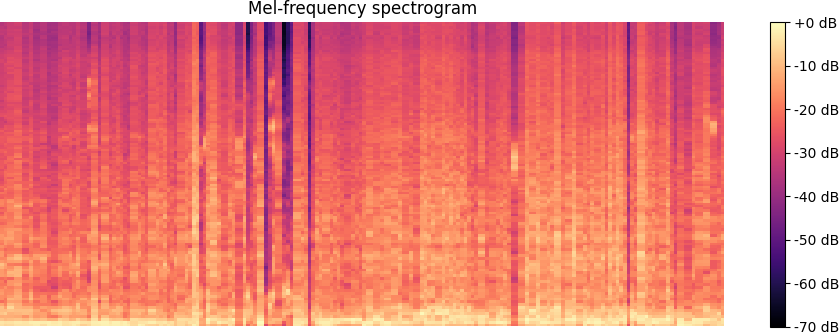 Mel-frequency spectrogram
+0 dB
-10 dB
-20 dB
-30 dB
-40 dB
-50 dB
-60 dB
-70 dB